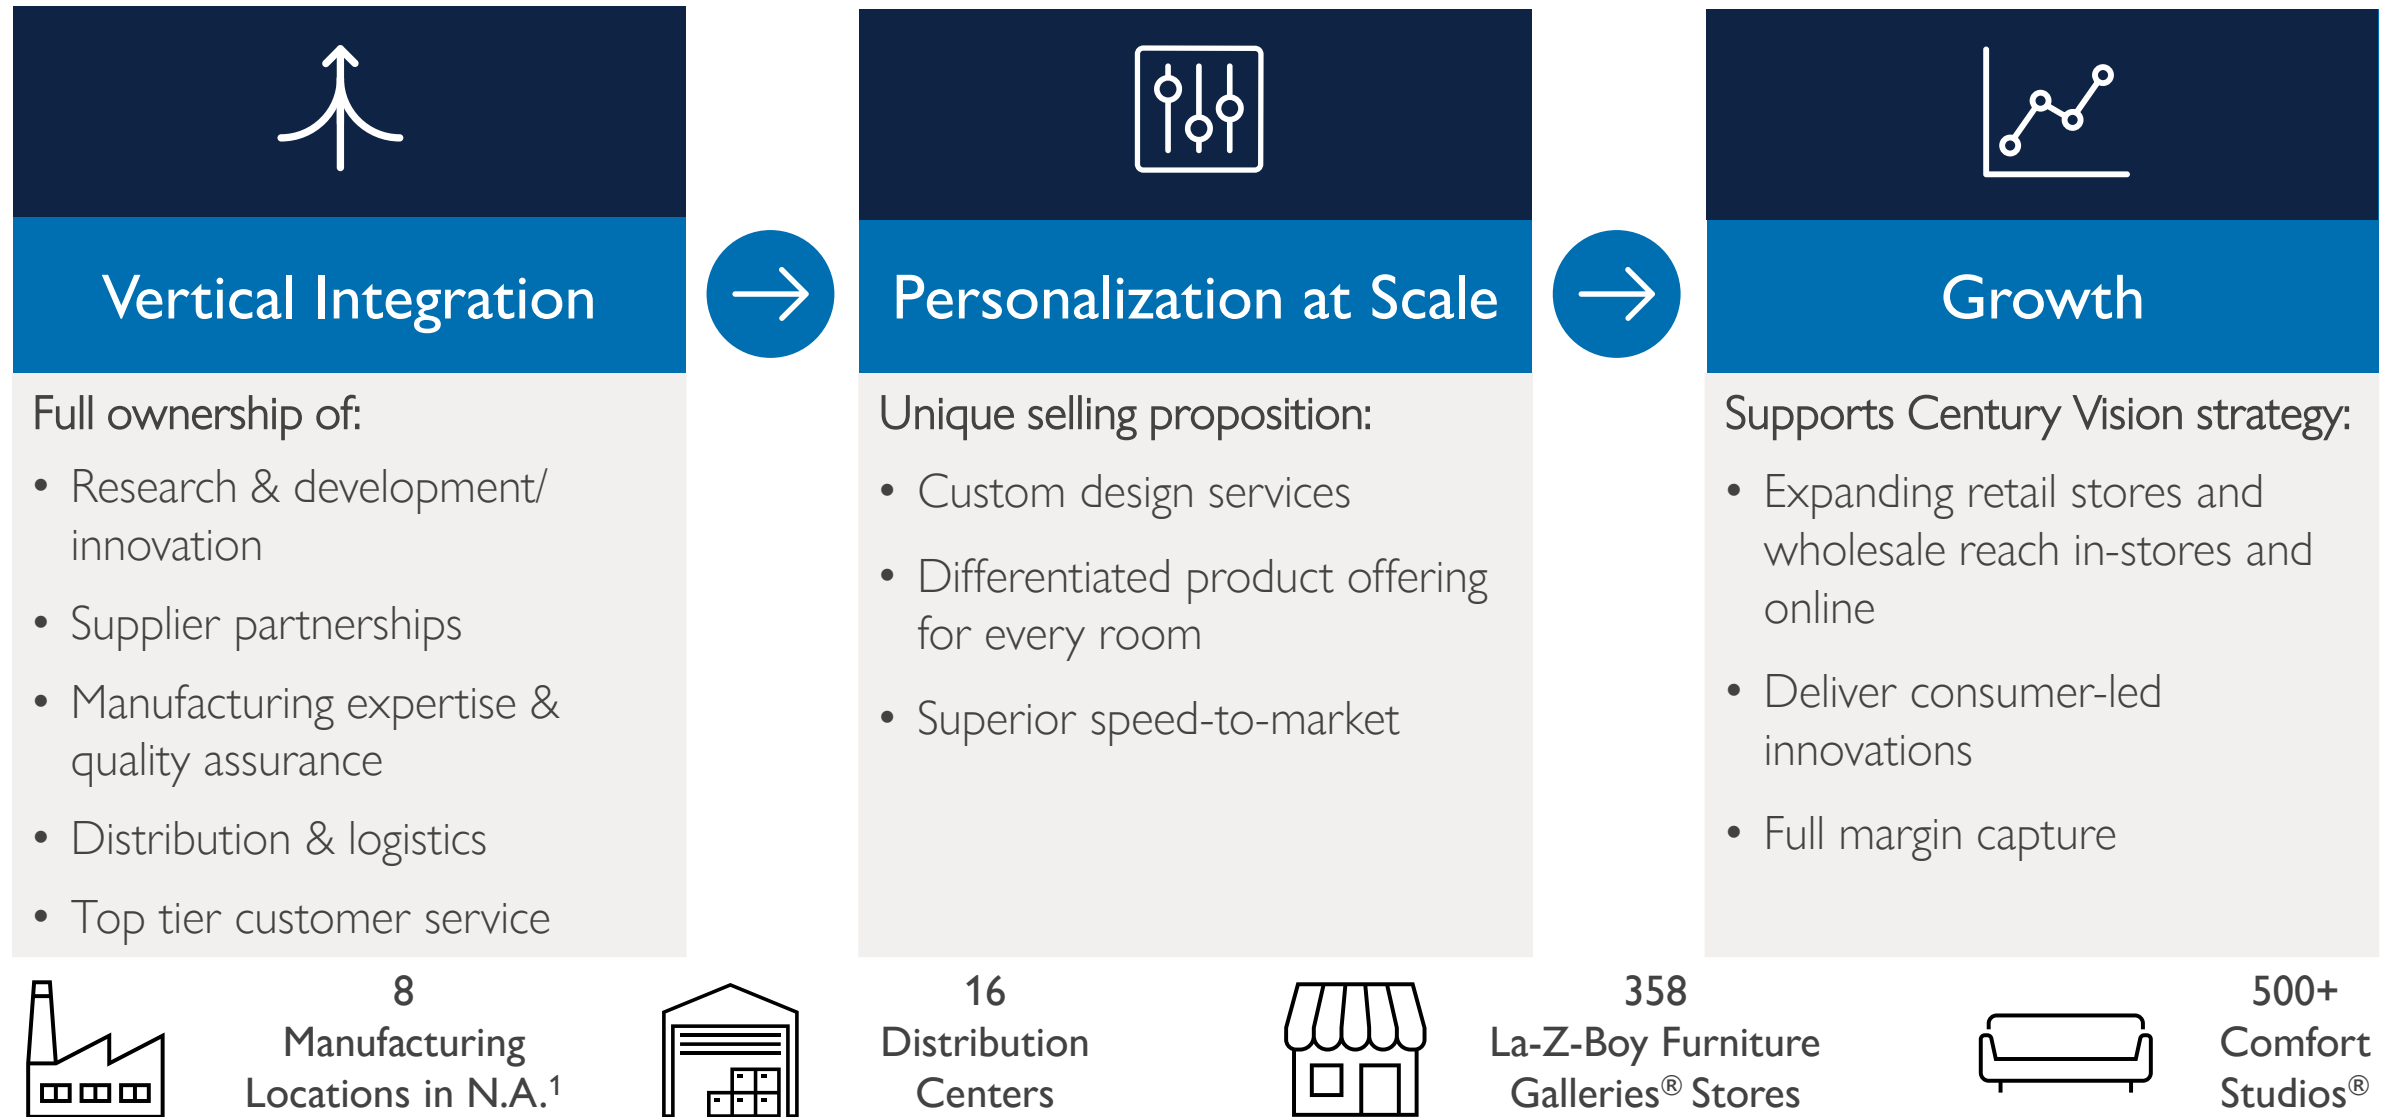 Vertical Integration
Full ownership of:
• Research & development/
innovation
• Supplier partnerships
• Manufacturing expertise &
quality assurance
• Distribution & logistics
• Top tier customer service
Personalization at Scale
Unique selling proposition:
• Custom design services
• Differentiated product offering
for every room
• Superior speed-to-market
Growth
Supports Century Vision strategy:
• Expanding retail stores and
wholesale reach in-stores and
online
• Deliver consumer-led
innovations
• Full margin capture
8
Manufacturing
Locations in N.A.¹
16
Distribution
Centers
358
La-Z-Boy Furniture
Galleries® Stores
500+
Comfort
Studios®